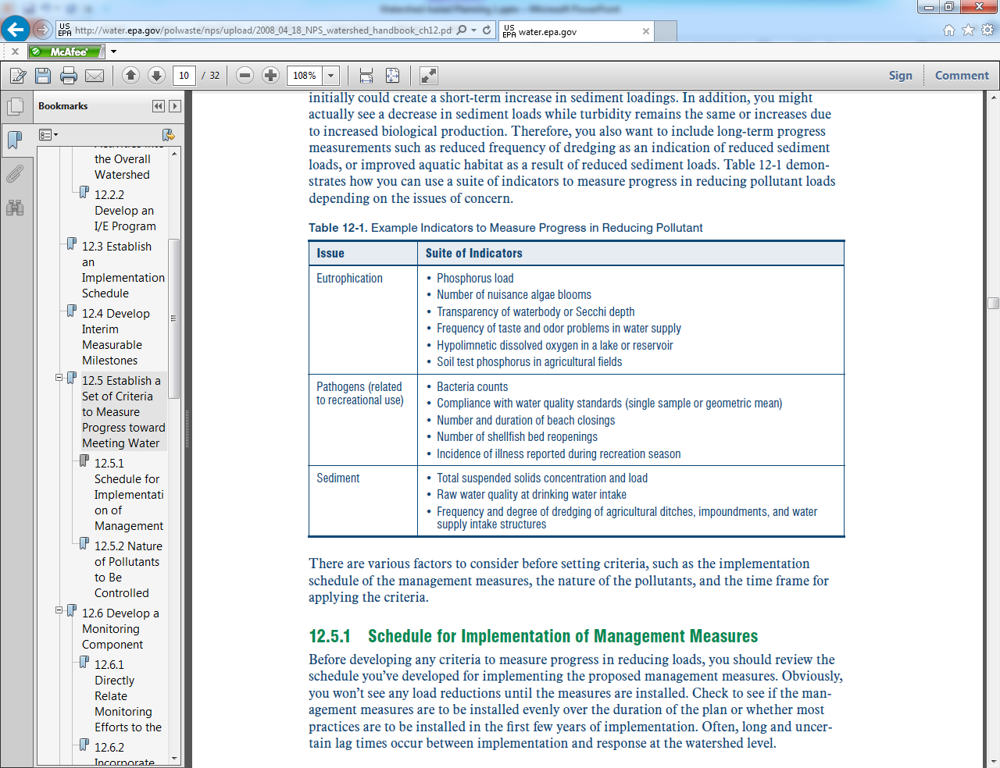 Watershed-based Planning 1.pptx - Microsoft PowerPoint
US
EPA
http://water.epa.gov/polwaste/nps/upload/2008_04_18_NPS_watershed_handbook_ch12.pd
US
EPA
water.epa.gov
McAfee
10 / 32
108%
Sign
Comment
Bookmarks
the Overall
Watershed
12.2.2
Develop an
I/E Program
12.3 Establish
an
Implementation
Schedule
12.4 Develop
Interim
Measurable
Milestones
12.5 Establish a
Set of Criteria
to Measure
Progress toward
Meeting Water
12.5.1
Schedule for
Implementati
on of
Management
12.5.2 Nature
of Pollutants
to Be
Controlled
12.6 Develop a
Monitoring
Component
12.6.1
Directly
Relate
Monitoring
Efforts to the
12.6.2
Incorporate
initially could create a short-term increase in sediment loadings. In addition, you might
actually see a decrease in sediment loads while turbidity remains the same or increases due
to increased biological production. Therefore, you also want to include long-term progress
measurements such as reduced frequency of dredging as an indication of reduced sediment
loads, or improved aquatic habitat as a result of reduced sediment loads. Table 12-1 demon-
strates how you can use a suite of indicators to measure progress in reducing pollutant loads
depending on the issues of concern.
Table 12-1. Example Indicators to Measure Progress in Reducing Pollutant
Issue
Suite of Indicators
Eutrophication
• Phosphorus load
• Number of nuisance algae blooms
• Transparency of waterbody or Secchi depth
• Frequency of taste and odor problems in water supply
• Hypolimnetic dissolved oxygen in a lake or reservoir
• Soil test phosphorus in agricultural fields
Pathogens (related
to recreational use)
• Bacteria counts
• Compliance with water quality standards (single sample or geometric mean)
• Number and duration of beach closings
• Number of shellfish bed reopenings
• Incidence of illness reported during recreation season
Sediment
• Total suspended solids concentration and load
• Raw water quality at drinking water intake
• Frequency and degree of dredging of agricultural ditches, impoundments, and water
supply intake structures
There are various factors to consider before setting criteria, such as the implementation
schedule of the management measures, the nature of the pollutants, and the time frame for
applying the criteria.
12.5.1 Schedule for Implementation of Management Measures
Before developing any criteria to measure progress in reducing loads, you should review the
schedule you’ve developed for implementing the proposed management measures. Obviously,
you won’t see any load reductions until the measures are installed. Check to see if the man-
agement measures are to be installed evenly over the duration of the plan or whether most
practices are to be installed in the first few years of implementation. Often, long and uncer-
tain lag times occur between implementation and response at the watershed level.